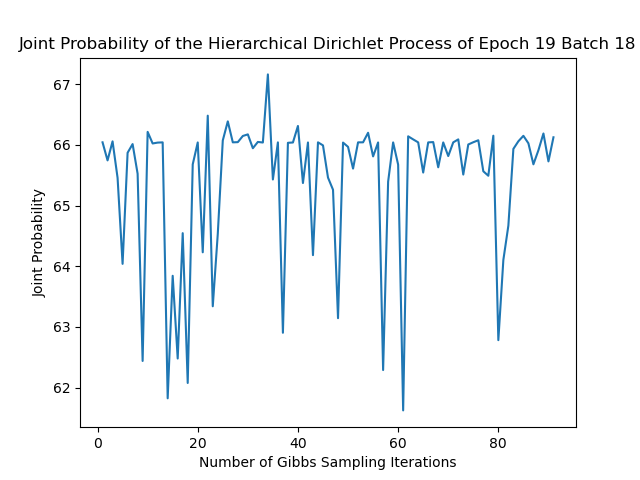 Joint Probability of the Hierarchical Dirichlet Process of Epoch 19 Batch 18
67
66
65
64
63
62
Joint Probability
0 20 40 60 80
Number of Gibbs Sampling Iterations